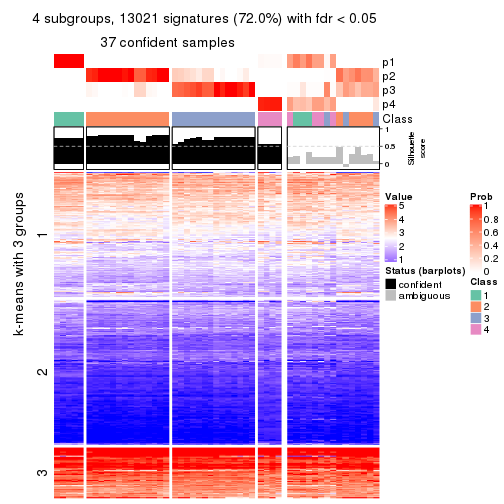 4 subgroups, 13021 signatures (72.0%) with fdr < 0.05
37 confident samples
p1
p2
p3
p4
Class
1
0.5
0
Silhouette
score
k-means with 3 groups
1
2
3
Value
5
4
3
2
1
Status (barplots)
confident
ambiguous
Prob
1
0.8
0.6
0.4
0.2
0
Class
1
2
3
4